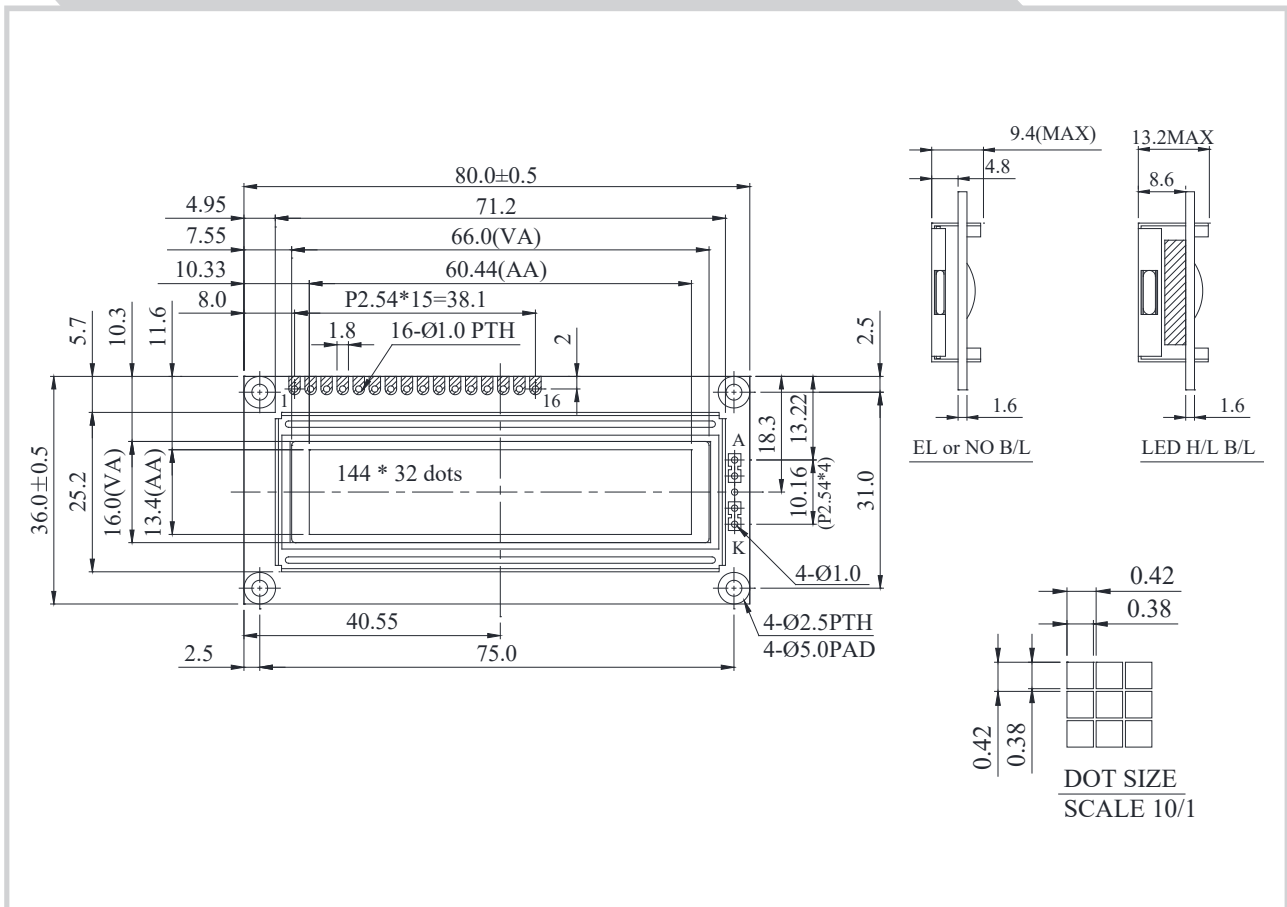 80.0±0.5
4.95
71.2
7.55
66.0(VA)
10.33
60.44(AA)
8.0
P2.54*15=38.1
1.8
16-Ø1.0 PTH
2
5.7
10.3
11.6
2.5
1
16
18.3
13.22
A
144 * 32 dots
36.0±0.5
25.2
16.0(VA)
13.4(AA)
10.16
(P2.54*4)
31.0
K
4-Ø1.0
4-Ø2.5PTH
4-Ø5.0PAD
40.55
2.5
75.0
9.4(MAX)
4.8
1.6
EL or NO B/L
13.2MAX
8.6
1.6
LED H/L B/L
0.42
0.38
0.42
0.38
DOT SIZE
SCALE 10/1